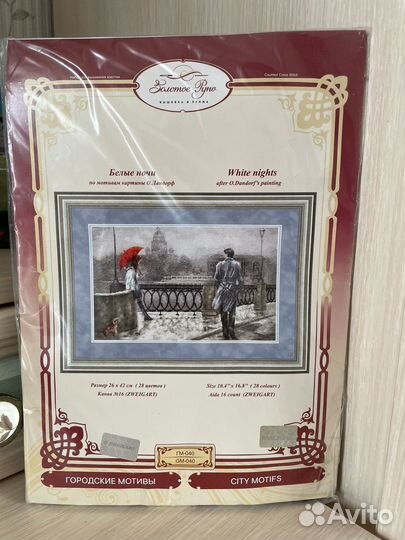 Counted Cross Stitch
Золотое Руно
ВЫШИВКА И ПРЯЖА
Белые ночи
по мотивам картины О.Дандорф
White nights
after O.Dandorf's painting
Размер 26 x 42 см ( 28 цветов )
Канва №16 (ZWEIGART)
Size 10.4"x 16.8" ( 28 colours )
Aida 16 count (ZWEIGART)
ГМ-040
GM-040
ГОРОДСКИЕ МОТИВЫ
CITY MOTIFS
Avito